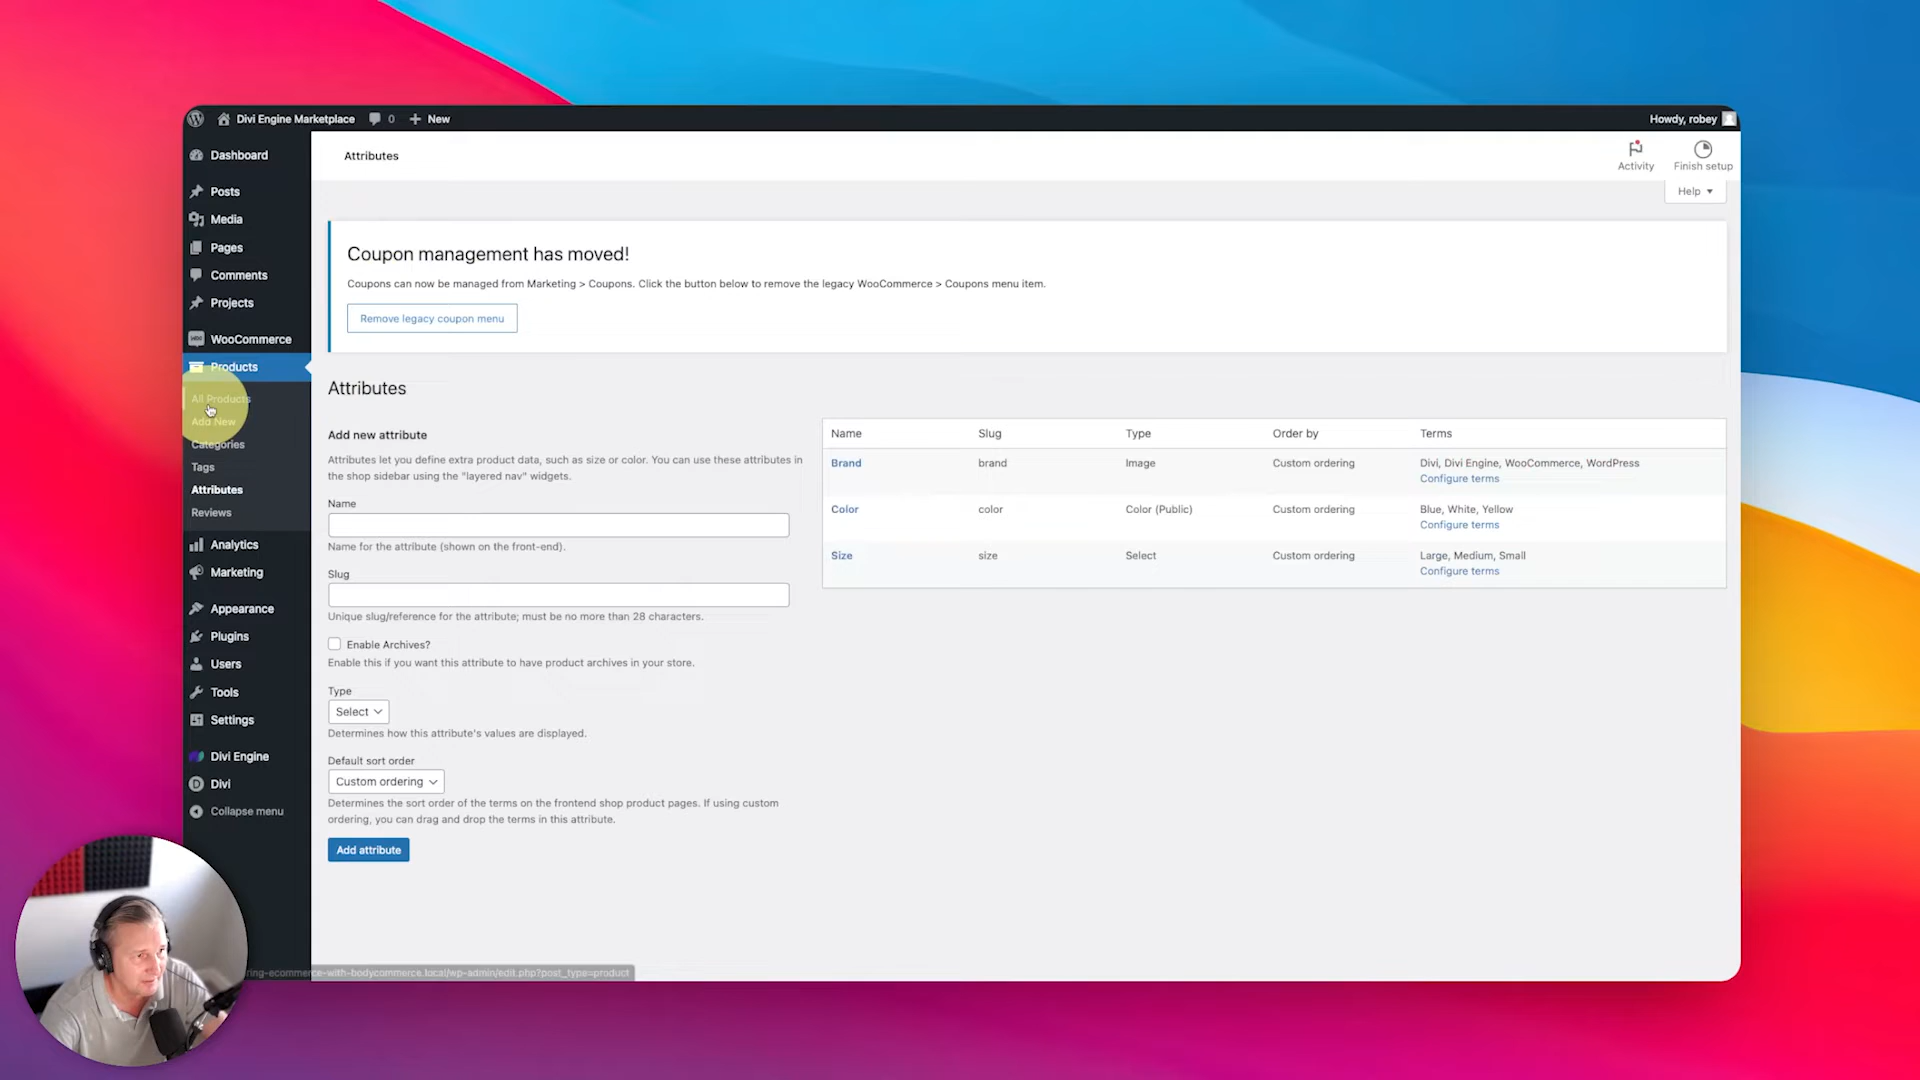 Divi Engine Marketplace
0
New
Howdy, robey
Dashboard
Posts
Media
Pages
Comments
Projects
WooCommerce
Products
All Products
Add New
Categories
Tags
Attributes
Reviews
Analytics
Marketing
Appearance
Plugins
Users
Tools
Settings
Divi Engine
Divi
Collapse menu
Attributes
Activity
Finish setup
Help
Coupon management has moved!
Coupons can now be managed from Marketing > Coupons. Click the button below to remove the legacy WooCommerce > Coupons menu item.
Remove legacy coupon menu
Attributes
Add new attribute
Attributes let you define extra product data, such as size or color. You can use these attributes in
the shop sidebar using the "layered nav" widgets.
Name
Name for the attribute (shown on the front-end).
Slug
Unique slug/reference for the attribute; must be no more than 28 characters.
Enable Archives?
Enable this if you want this attribute to have product archives in your store.
Type
Select
Determines how this attribute's values are displayed.
Default sort order
Custom ordering
Determines the sort order of the terms on the frontend shop product pages. If using custom
ordering, you can drag and drop the terms in this attribute.
Add attribute
Name Slug Type Order by Terms
Brand brand Image Custom ordering Divi, Divi Engine, WooCommerce, WordPress
Configure terms
Color color Color (Public) Custom ordering Blue, White, Yellow
Configure terms
Size size Select Custom ordering Large, Medium, Small
Configure terms
ring-ecommerce-with-bodycommerce.local/wp-admin/edit.php?post_type=product